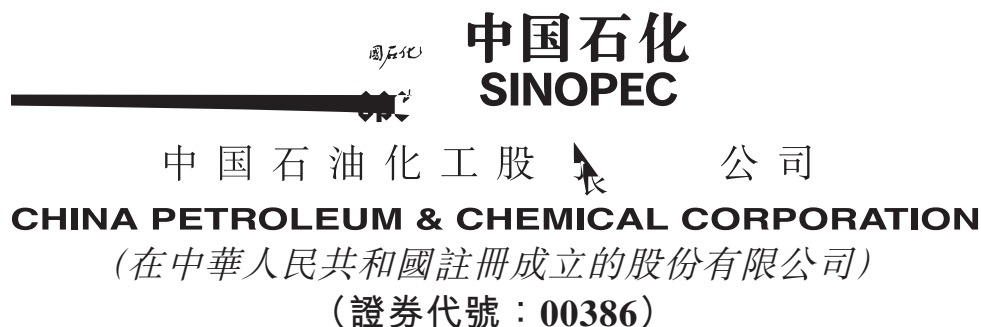 中国石化
SINOPEC
中国石油化工股 公司
CHINA PETROLEUM & CHEMICAL CORPORATION
(在中華人民共和國註冊成立的股份有限公司)
(證券代號：00386)